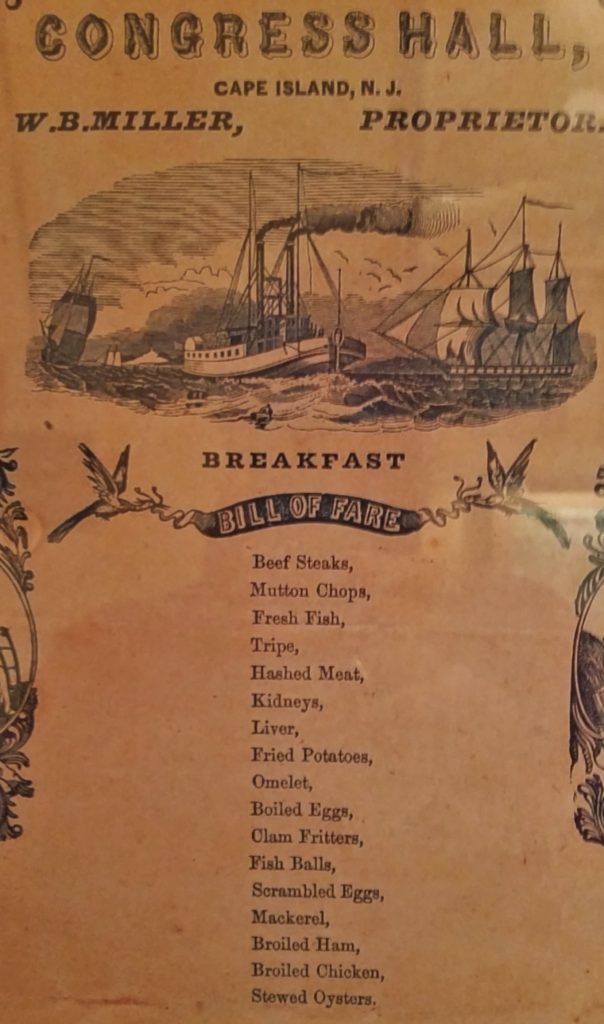 CONGRESS HALL,
CAPE ISLAND, N. J.
W. B. MILLER, PROPRIETOR.
BREAKFAST
BILL OF FARE
Beef Steaks,
Mutton Chops,
Fresh Fish,
Tripe,
Hashed Meat,
Kidneys,
Liver,
Fried Potatoes,
Omelet,
Boiled Eggs,
Clam Fritters,
Fish Balls,
Scrambled Eggs,
Mackerel,
Broiled Ham,
Broiled Chicken,
Stewed Oysters.